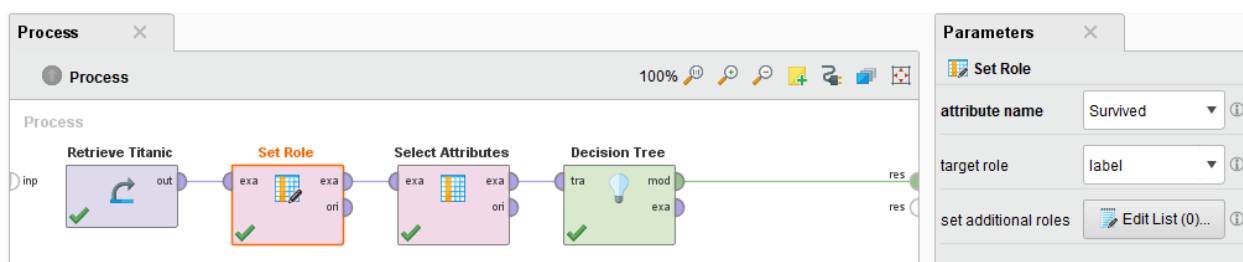 Process
Process
100%
Process
Retrieve Titanic
Set Role
Select Attributes
Decision Tree
inp
out
exa
exa
ori
exa
exa
ori
tra
mod
exa
res
res
Parameters
Set Role
attribute name
Survived
target role
label
set additional roles
Edit List (0)...